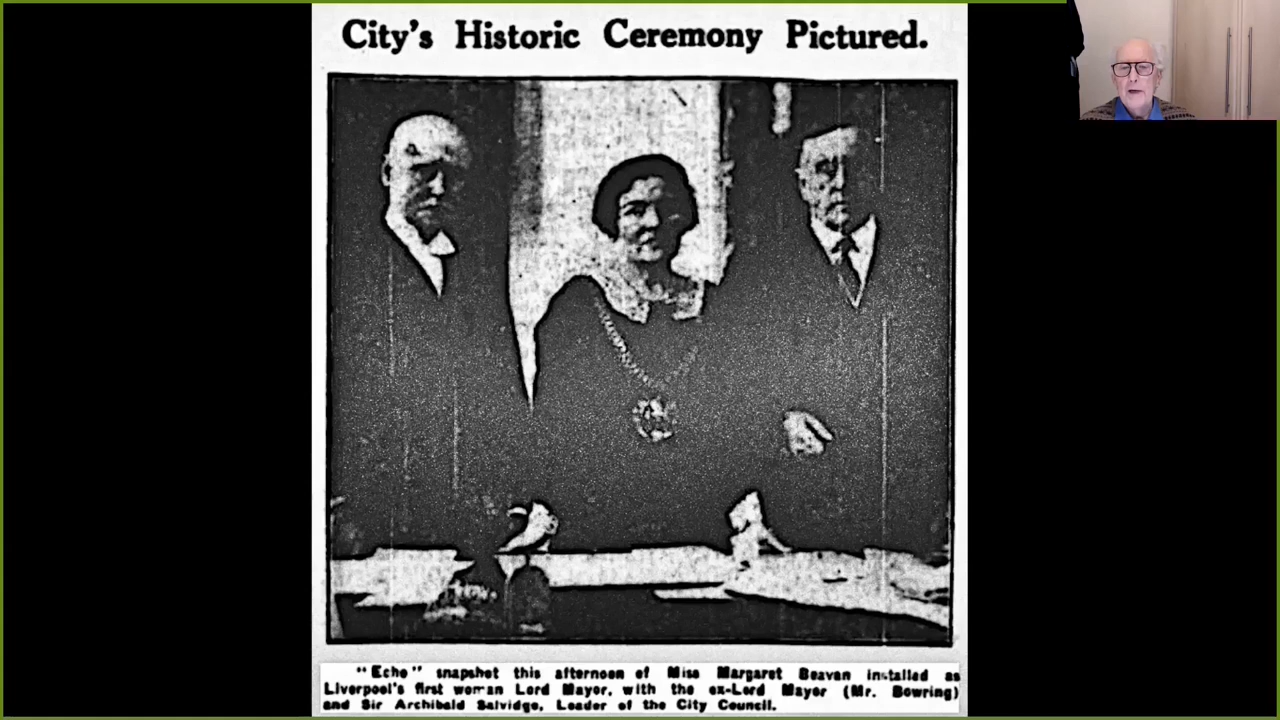 City's Historic Ceremony Pictured.
"Echo" snapshot this afternoon of Miss Margaret Beavan installed as
Liverpool's first woman Lord Mayor, with the ex-Lord Mayor (Mr. Bowring)
and Sir Archibald Salvidge, Leader of the City Council.